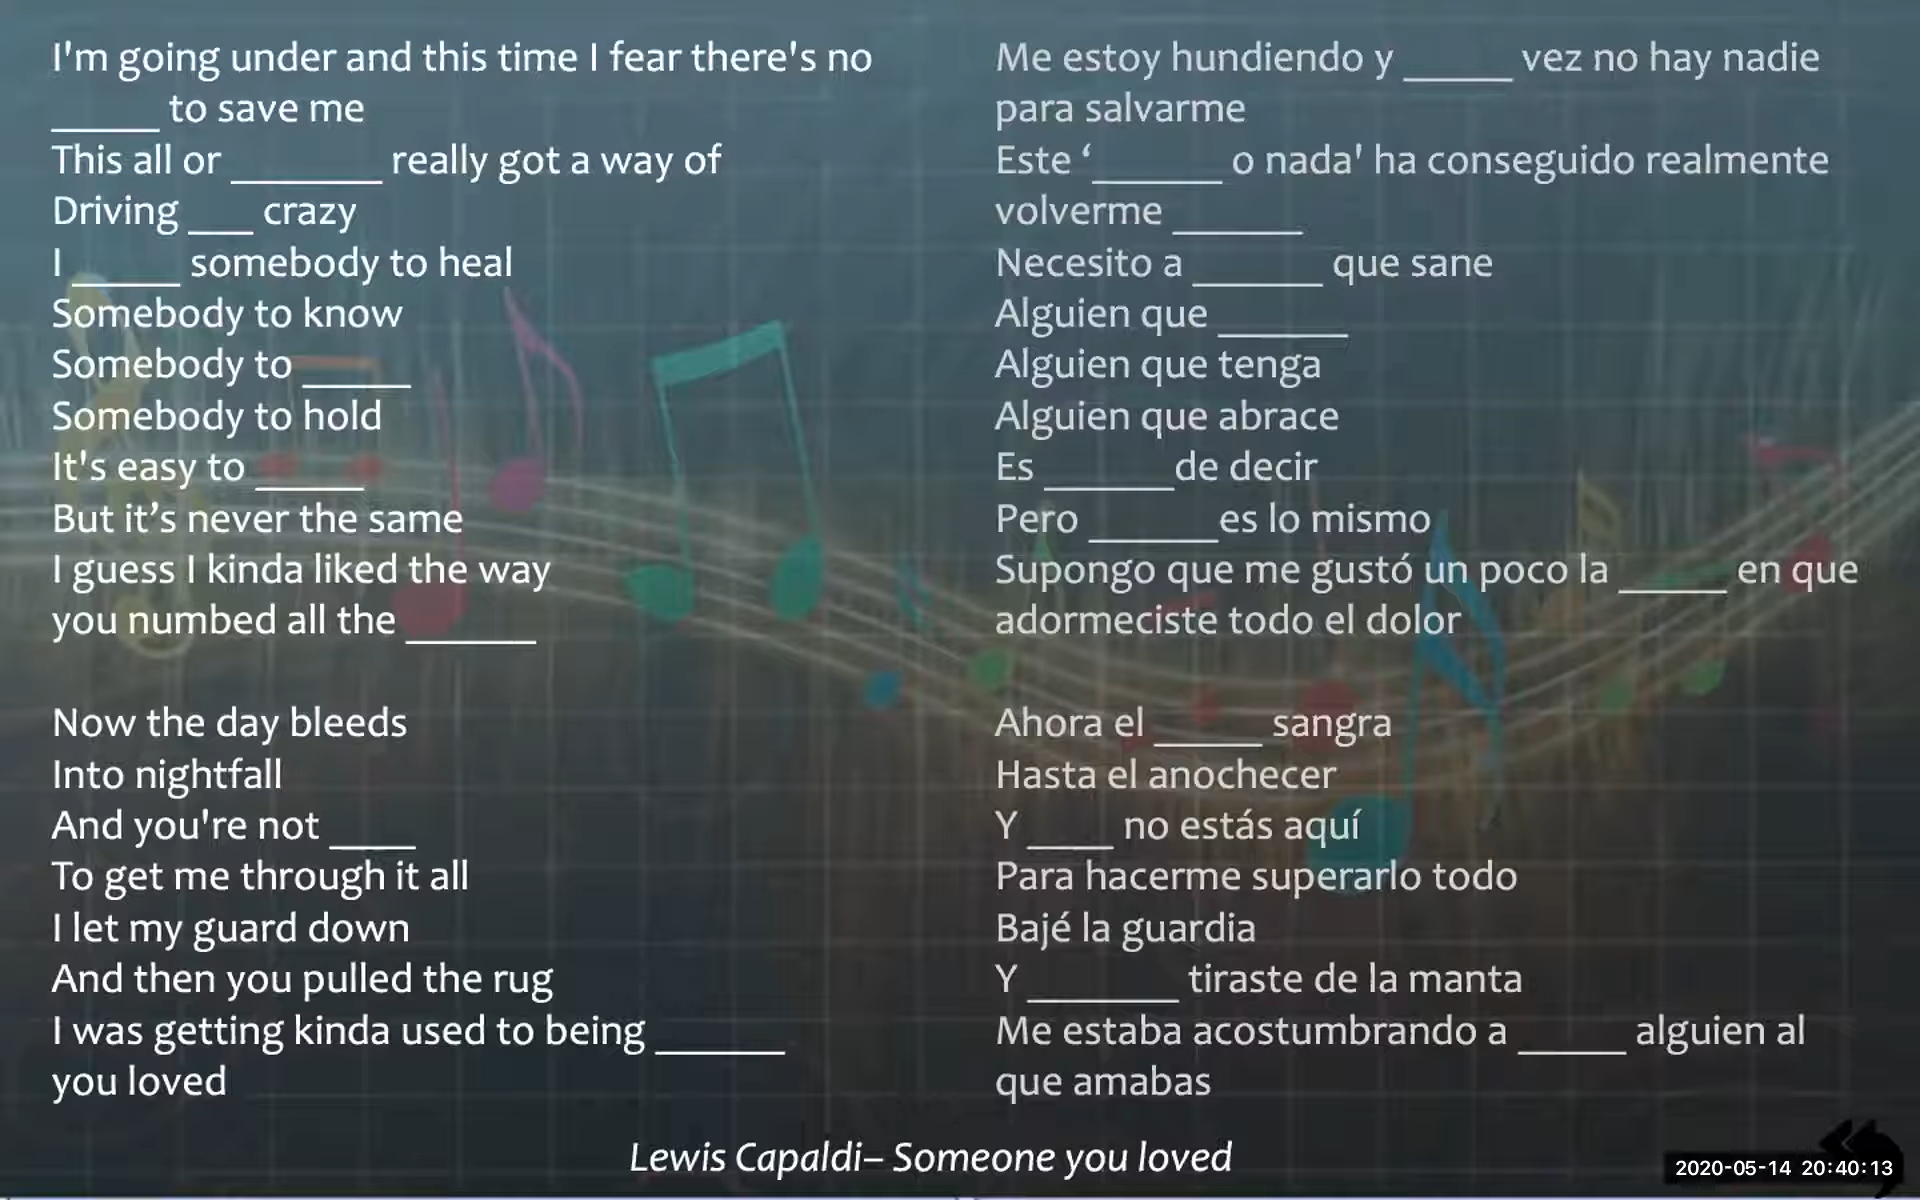 I'm going under and this time I fear there's no
_____ to save me
This all or _______ really got a way of
Driving ___ crazy
I _____ somebody to heal
Somebody to know
Somebody to _____
Somebody to hold
It's easy to _____
But it’s never the same
I guess I kinda liked the way
you numbed all the ______
Now the day bleeds
Into nightfall
And you're not ____
To get me through it all
I let my guard down
And then you pulled the rug
I was getting kinda used to being ______
you loved
Me estoy hundiendo y _____ vez no hay nadie
para salvarme
Este ‘______ o nada' ha conseguido realmente
volverme ______
Necesito a ______ que sane
Alguien que ______
Alguien que tenga
Alguien que abrace
Es ______de decir
Pero ______es lo mismo
Supongo que me gustó un poco la _____ en que
adormeciste todo el dolor
Ahora el _____ sangra
Hasta el anochecer
Y ____ no estás aquí
Para hacerme superarlo todo
Bajé la guardia
Y _______ tiraste de la manta
Me estaba acostumbrando a _____ alguien al
que amabas
Lewis Capaldi– Someone you loved
2020-05-14 20:40:13